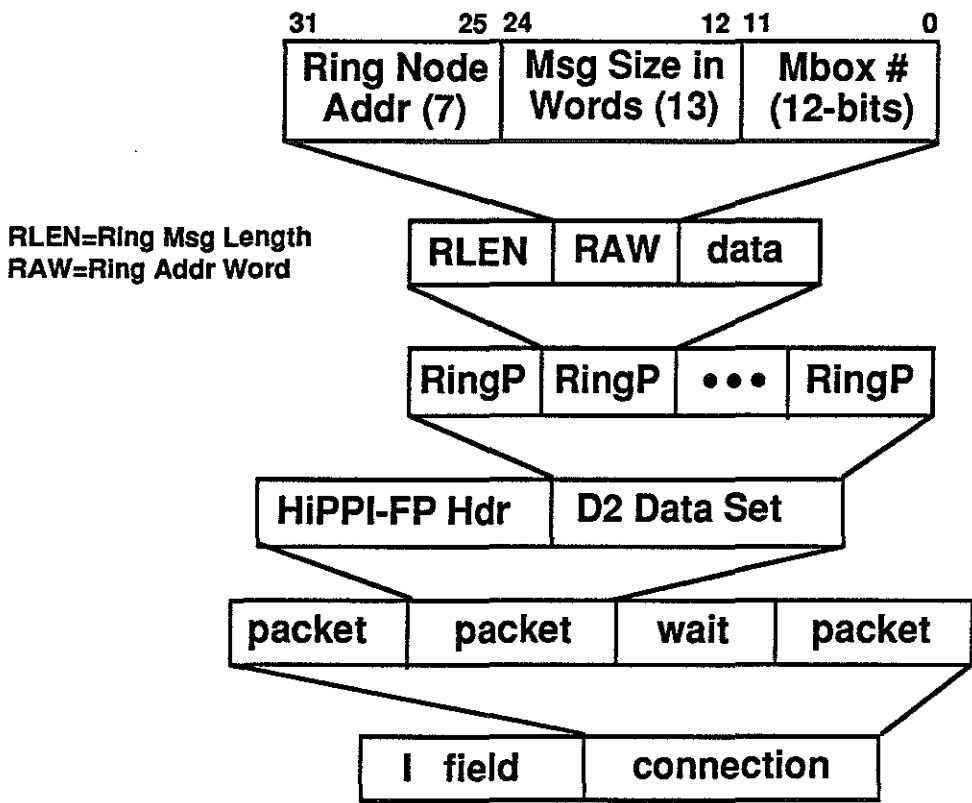 31 25 24 12 11 0
Ring Node Addr (7) Msg Size in Words (13) Mbox # (12-bits)
RLEN=Ring Msg Length
RAW=Ring Addr Word
RLEN RAW data
RingP RingP ••• RingP
HiPPI-FP Hdr D2 Data Set
packet packet wait packet
I field connection